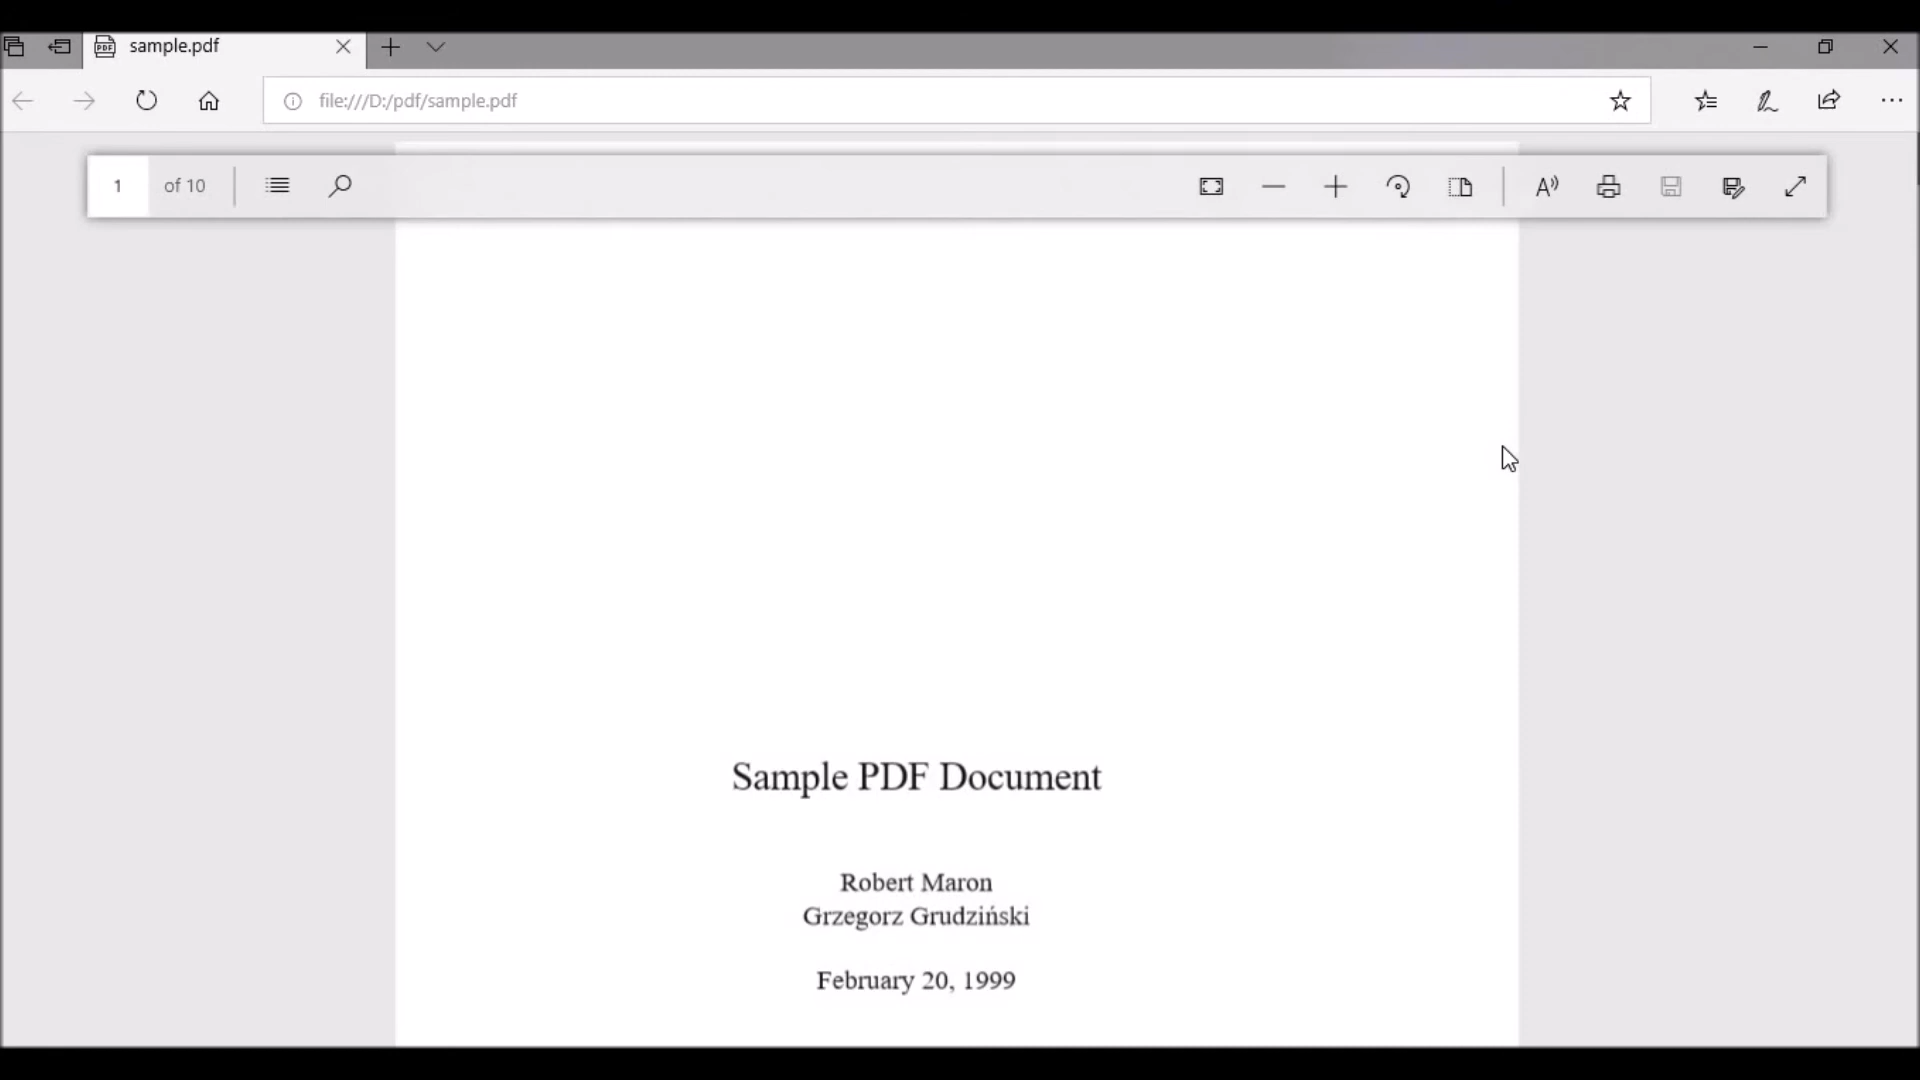 sample.pdf
file:///D:/pdf/sample.pdf
1 of 10
Sample PDF Document
Robert Maron
Grzegorz Grudziński
February 20, 1999